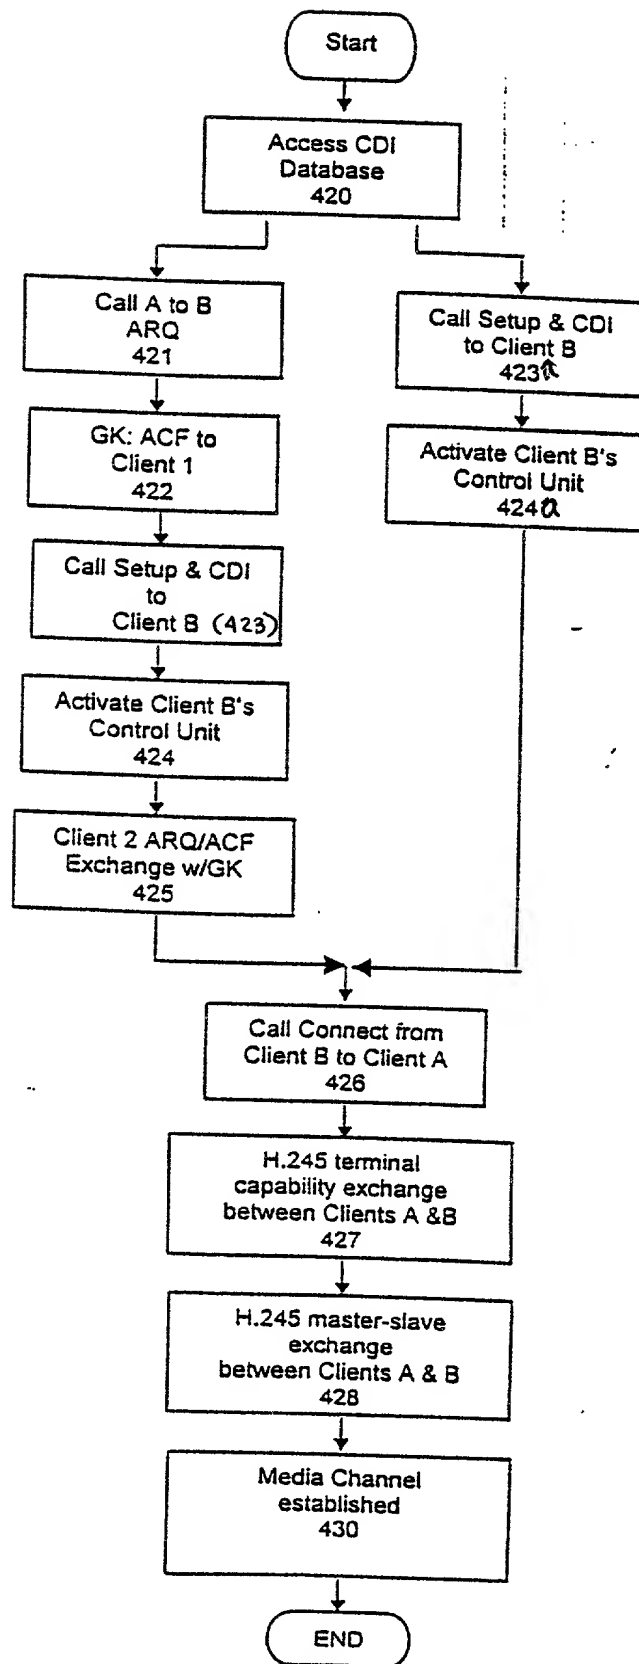 Start
Access CDI
Database
420
Call A to B
ARQ
421
GK: ACF to
Client 1
422
Call Setup & CDI
to
Client B (423)
Activate Client B's
Control Unit
424
Client 2 ARQ/ACF
Exchange w/GK
425
Call Setup & CDI
to Client B
423a
Activate Client B's
Control Unit
424a
Call Connect from
Client B to Client A
426
H.245 terminal
capability exchange
between Clients A &B
427
H.245 master-slave
exchange
between Clients A & B
428
Media Channel
established
430
END